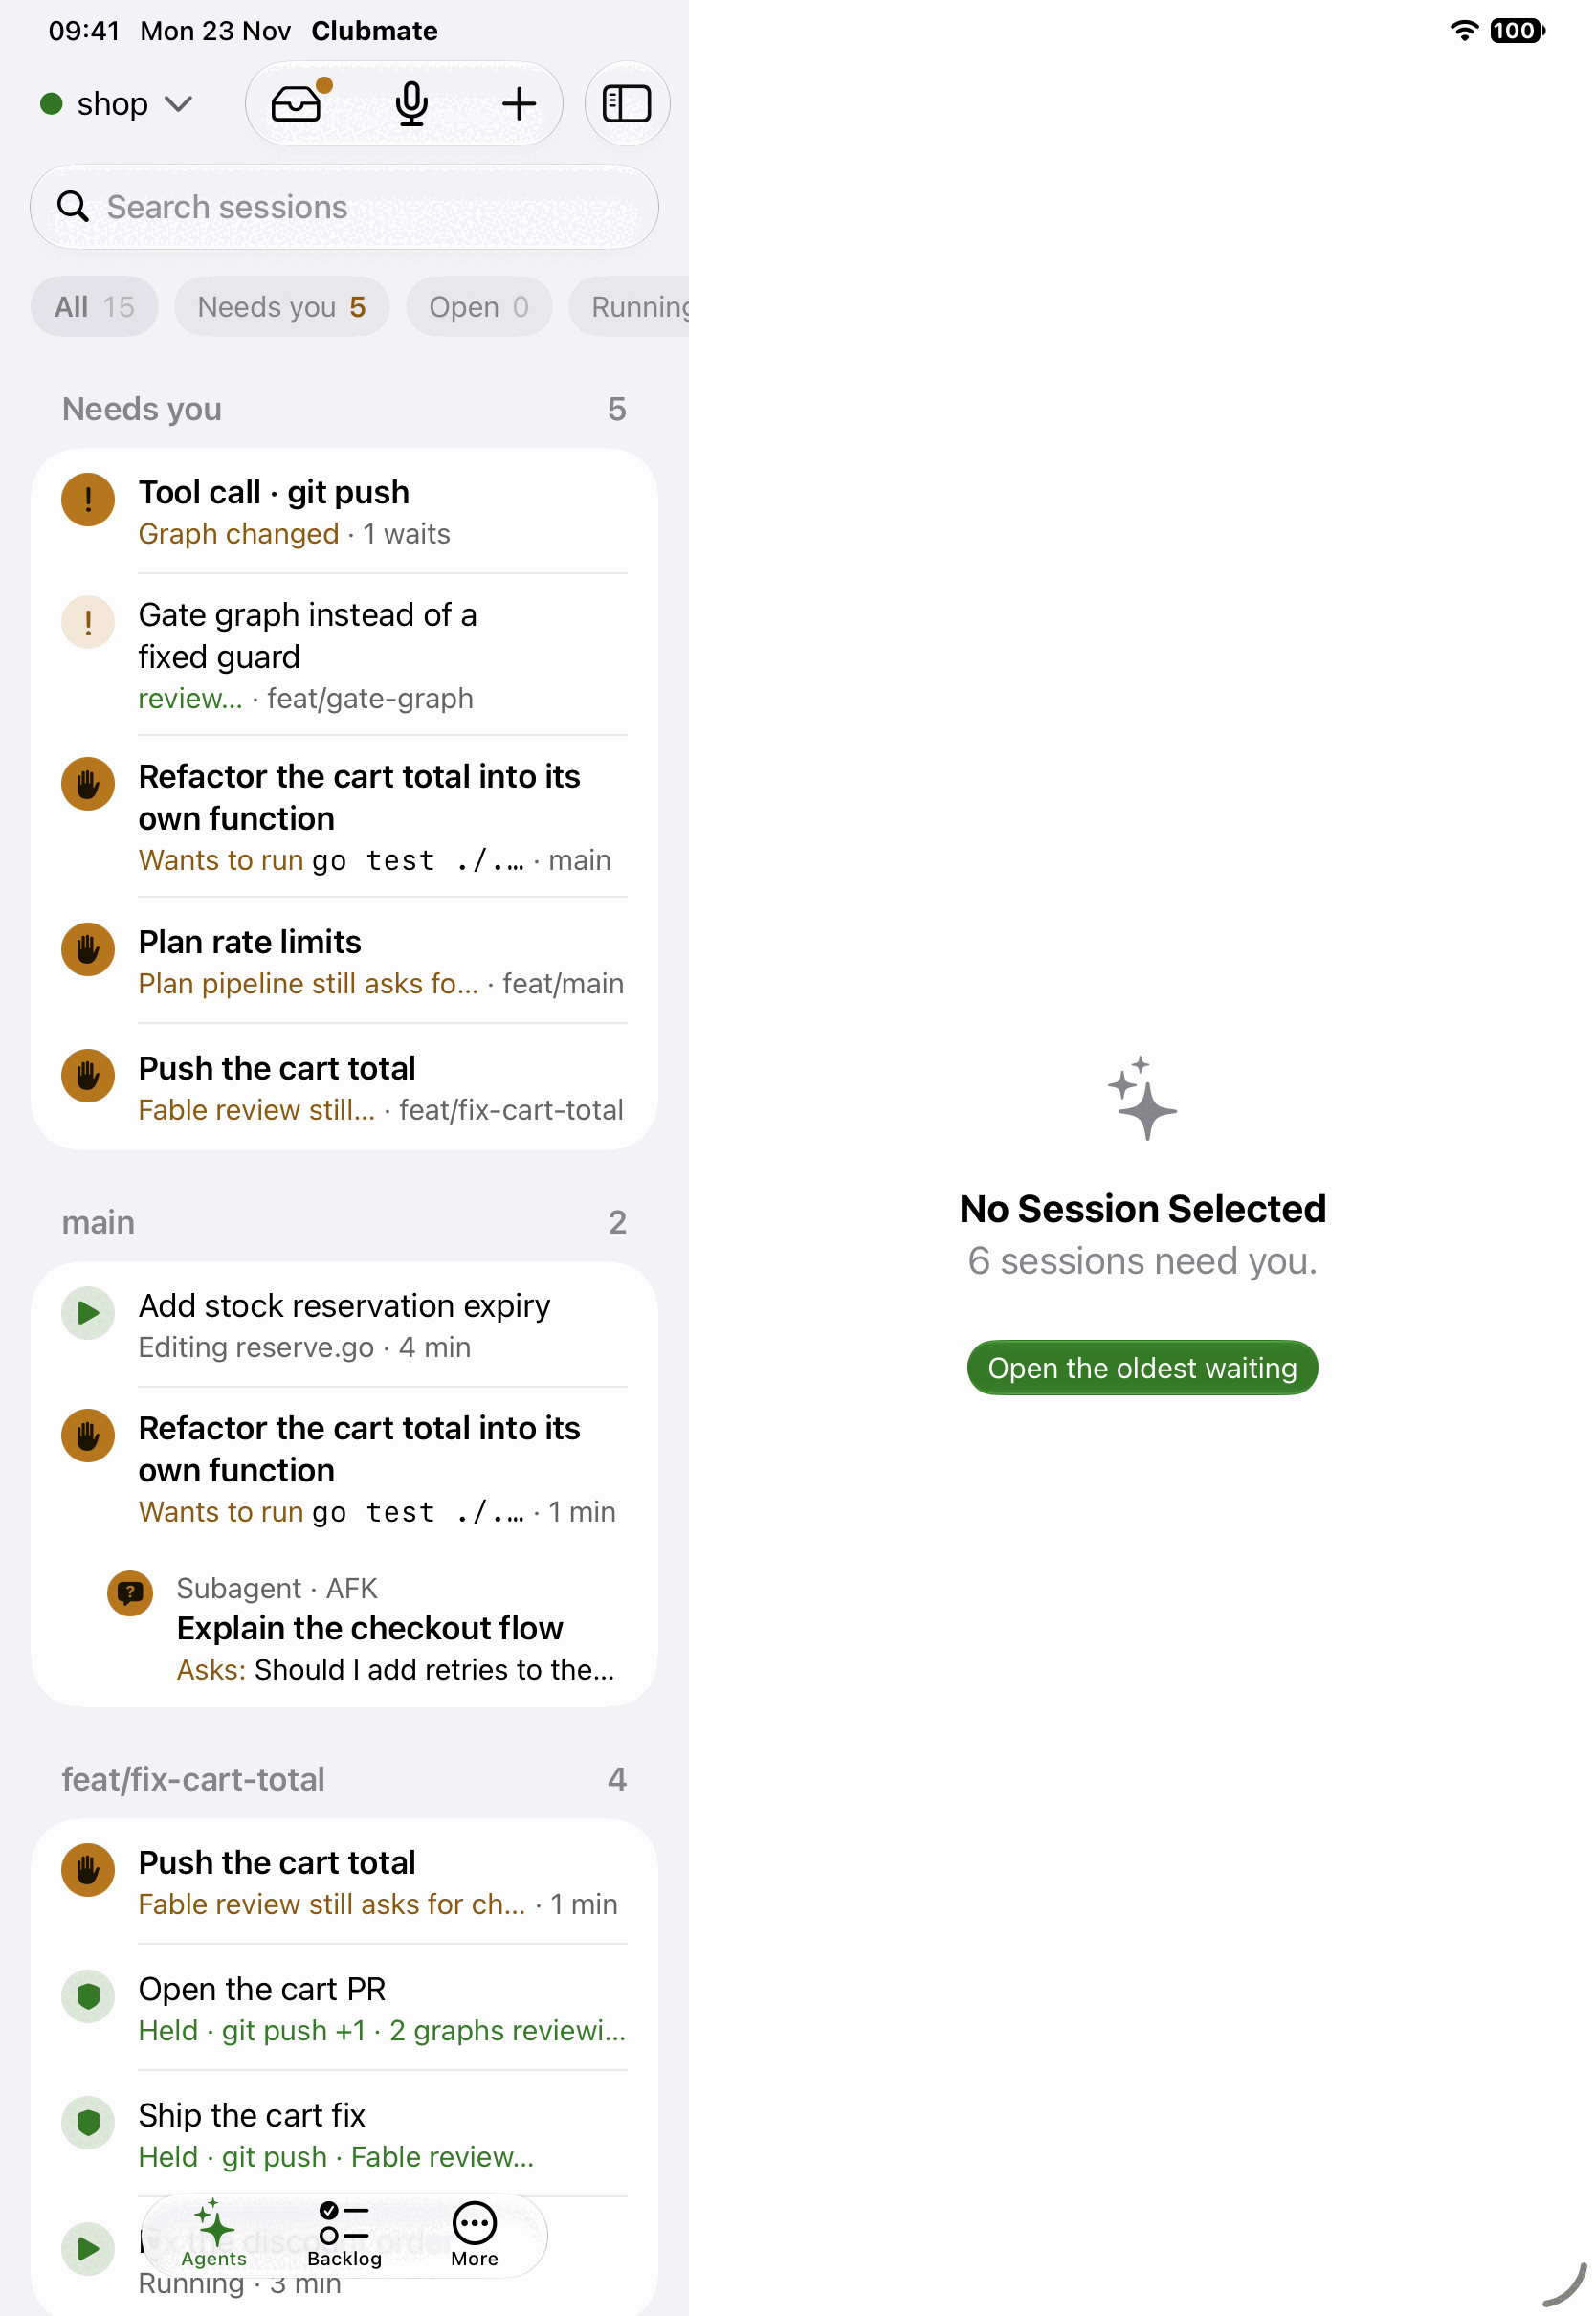 09:41 Mon 23 Nov Clubmate
100
shop
Search sessions
All 15
Needs you 5
Open 0
Running
Needs you 5
!
Tool call · git push
Graph changed · 1 waits
!
Gate graph instead of a
fixed guard
review… · feat/gate-graph
Refactor the cart total into its
own function
Wants to run go test ./.… · main
Plan rate limits
Plan pipeline still asks fo… · feat/main
Push the cart total
Fable review still… · feat/fix-cart-total
main 2
Add stock reservation expiry
Editing reserve.go · 4 min
Refactor the cart total into its
own function
Wants to run go test ./.… · 1 min
?
Subagent · AFK
Explain the checkout flow
Asks: Should I add retries to the…
feat/fix-cart-total 4
Push the cart total
Fable review still asks for ch… · 1 min
Open the cart PR
Held · git push +1 · 2 graphs reviewi…
Ship the cart fix
Held · git push · Fable review…
the discount order
Running · 3 min
Agents
Backlog
More
No Session Selected
6 sessions need you.
Open the oldest waiting